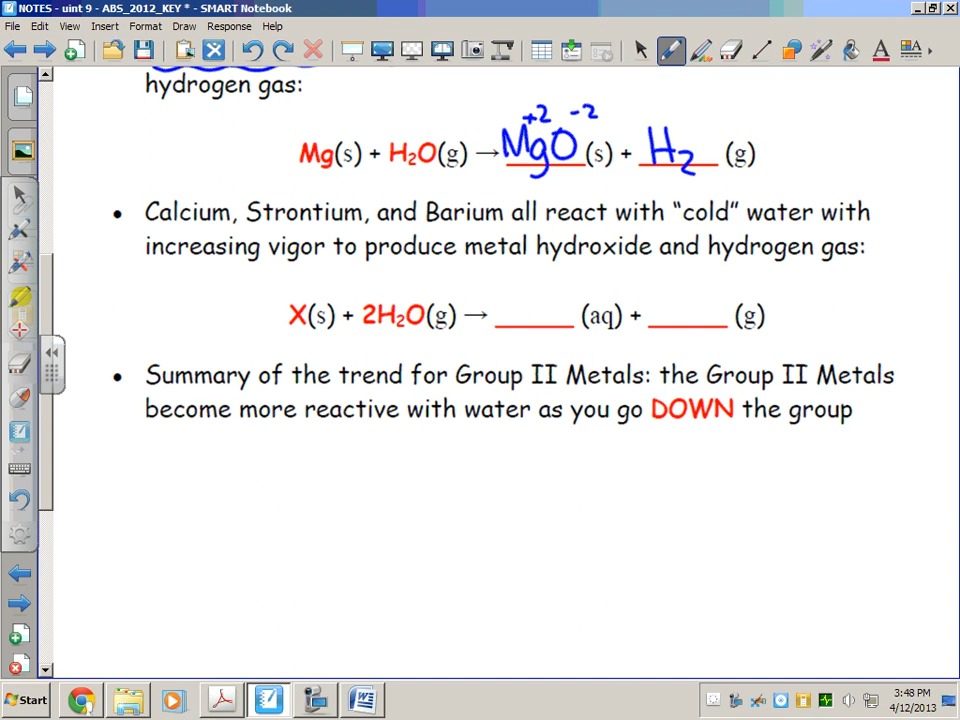 NOTES - uint 9 - ABS_2012_KEY * - SMART Notebook
File Edit View Insert Format Draw Response Help
hydrogen gas:
+2 -2
Mg(s) + H₂O(g) → MgO (s) + H₂ (g)
• Calcium, Strontium, and Barium all react with “cold” water with
increasing vigor to produce metal hydroxide and hydrogen gas:
X(s) + 2H₂O(g) → ______ (aq) + ______ (g)
• Summary of the trend for Group II Metals: the Group II Metals
become more reactive with water as you go DOWN the group
Start
3:48 PM
4/12/2013